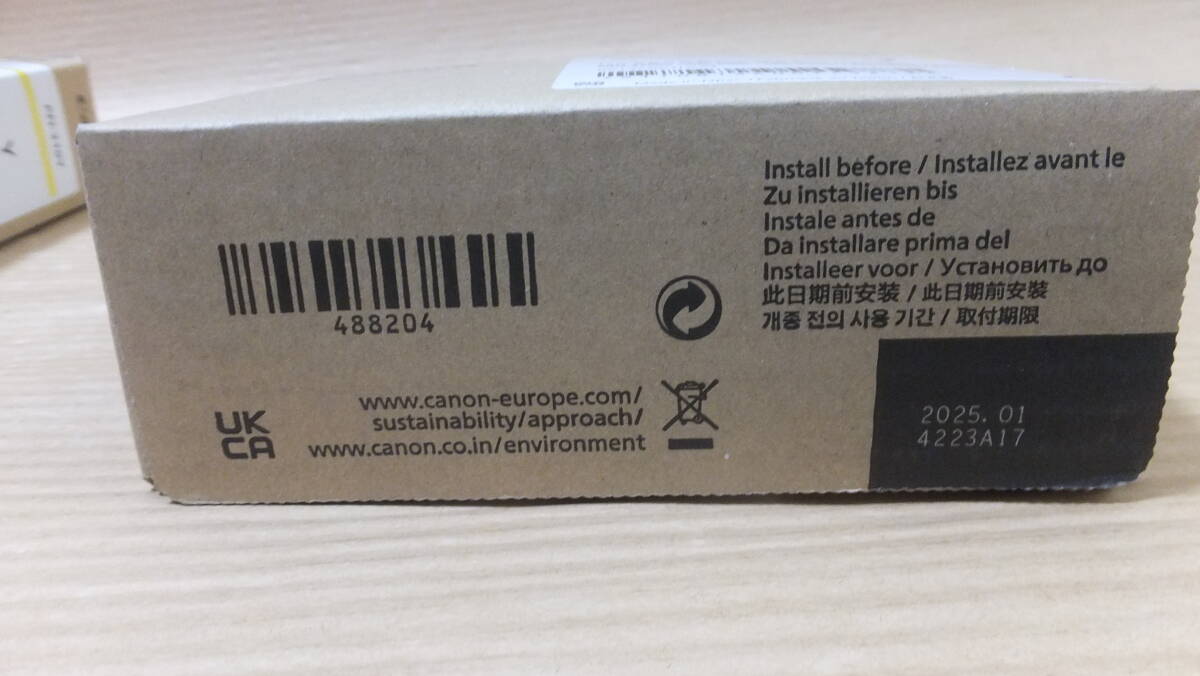 Install before / Installez avant le
Zu installieren bis
Instale antes de
Da installare prima del
Installeer voor / Установить до
此日期前安装 / 此日期前安裝
개종 전의 사용 기간 / 取付期限
488204
www.canon-europe.com/
sustainability/approach/
www.canon.co.in/environment
UK
CA
2025. 01
4223A17
Y